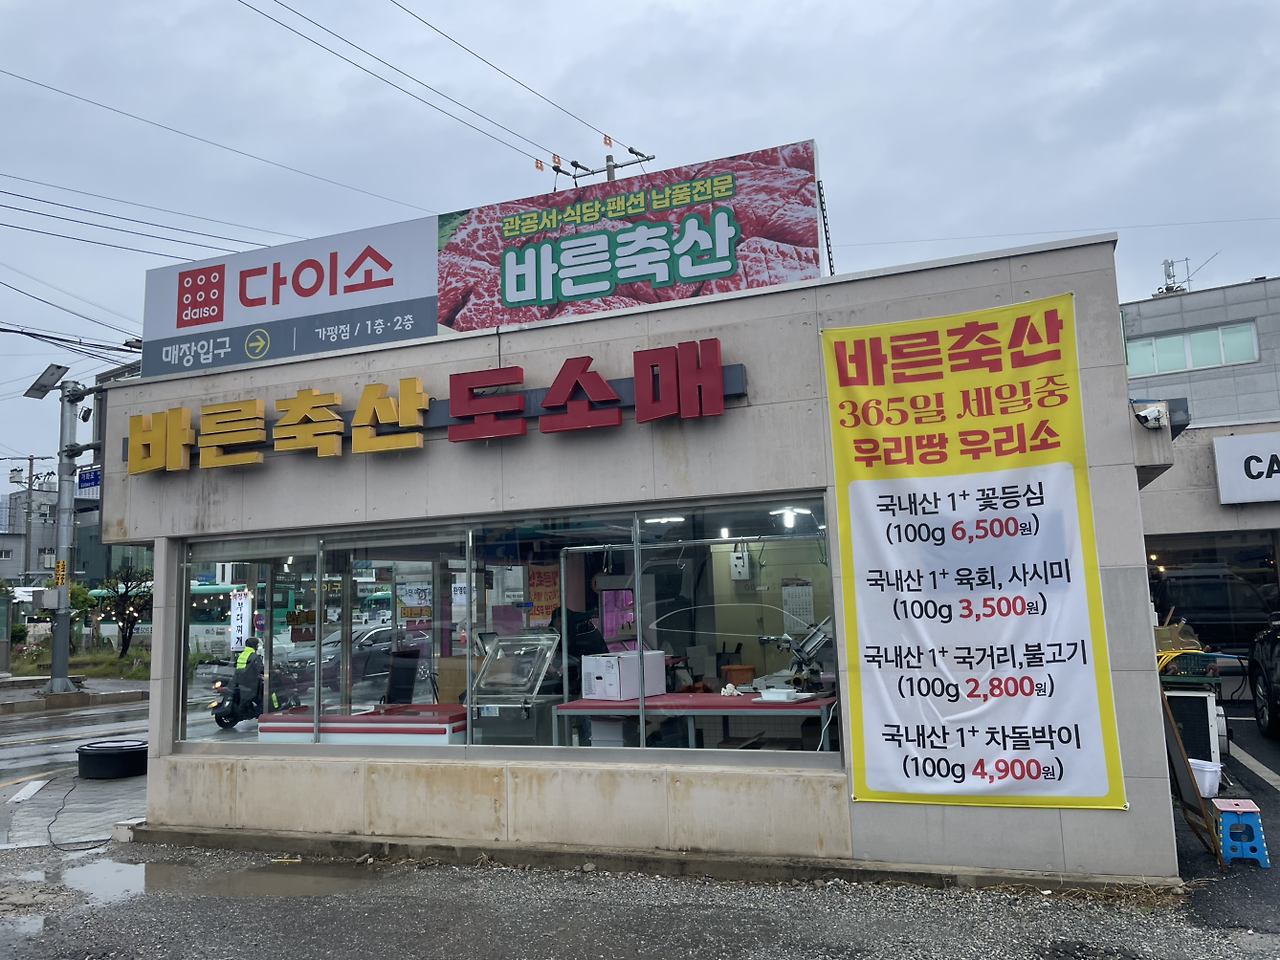 관공서·식당·팬션 납품전문
바른축산
daiso
다이소
매장입구
가평점 / 1층·2층
바른축산 도소매
바른축산
365일 세일중
우리땅 우리소
국내산 1+ 꽃등심
(100g 6,500원)
국내산 1+ 육회, 사시미
(100g 3,500원)
국내산 1+ 국거리,불고기
(100g 2,800원)
국내산 1+ 차돌박이
(100g 4,900원)
CA